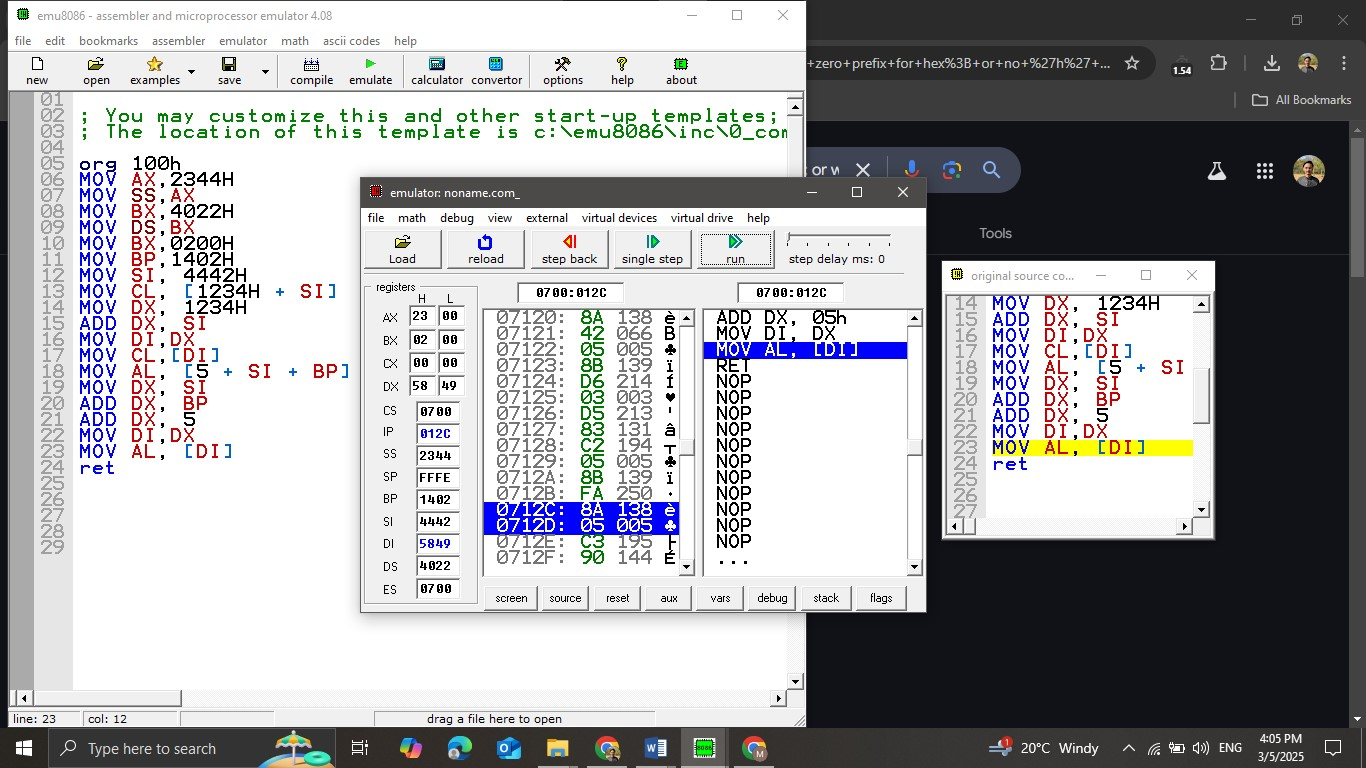 emu8086 - assembler and microprocessor emulator 4.08
file edit bookmarks assembler emulator math ascii codes help
new open examples save compile emulate calculator convertor options help about
01
02 ; You may customize this and other start-up templates;
03 ; The location of this template is c:\emu8086\inc\0_com
04
05 org 100h
06 MOV AX,2344H
07 MOV SS,AX
08 MOV BX,4022H
09 MOV DS,BX
10 MOV BX,0200H
11 MOV BP,1402H
12 MOV SI, 4442H
13 MOV CL, [1234H + SI]
14 MOV DX, 1234H
15 ADD DX, SI
16 MOV DI,DX
17 MOV CL,[DI]
18 MOV AL, [5 + SI + BP]
19 MOV DX, SI
20 ADD DX, BP
21 ADD DX, 5
22 MOV DI,DX
23 MOV AL, [DI]
24 ret
25
26
27
28
29
line: 23 col: 12 drag a file here to open
emulator: noname.com_
file math debug view external virtual devices virtual drive help
Load reload step back single step run step delay ms: 0
registers
H L
AX 23 00
BX 02 00
CX 00 00
DX 58 49
CS 0700
IP 012C
SS 2344
SP FFFE
BP 1402
SI 4442
DI 5849
DS 4022
ES 0700
0700:012C
07120: 8A 138 è
07121: 42 066 B
07122: 05 005 ♣
07123: 8B 139 ï
07124: D6 214 í
07125: 03 003 ♥
07126: D5 213 '
07127: 83 131 â
07128: C2 194 ┬
07129: 05 005 ♣
0712A: 8B 139 ï
0712B: FA 250 ·
0712C: 8A 138 è
0712D: 05 005 ♣
0712E: C3 195 ├
0712F: 90 144 É
0700:012C
ADD DX, 05h
MOV DI, DX
MOV AL, [DI]
RET
NOP
NOP
NOP
NOP
NOP
NOP
NOP
NOP
NOP
NOP
NOP
...
screen source reset aux vars debug stack flags
original source co...
14 MOV DX, 1234H
15 ADD DX, SI
16 MOV DI,DX
17 MOV CL,[DI]
18 MOV AL, [5 + SI
19 MOV DX, SI
20 ADD DX, BP
21 ADD DX, 5
22 MOV DI,DX
23 MOV AL, [DI]
24 ret
25
26
27
+zero+prefix+for+hex%3B+or+no+%27h%27+...
1.54
All Bookmarks
or w
Tools
Type here to search
20°C Windy
ENG
4:05 PM
3/5/2025